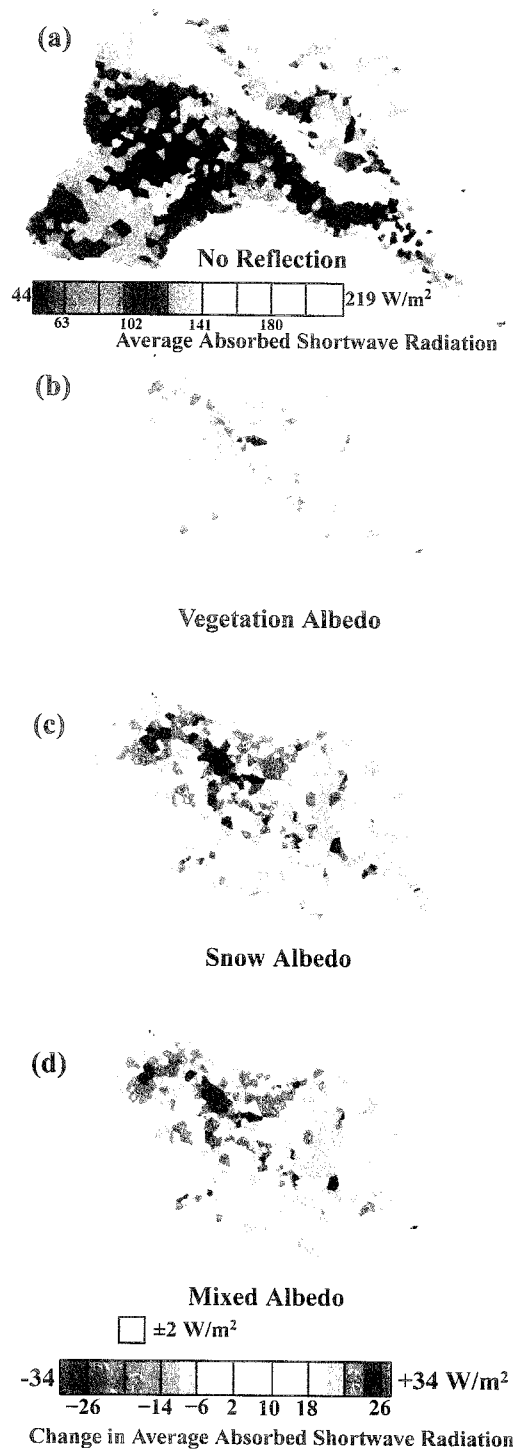 (a)
No Reflection
44 219 W/m²
63 102 141 180
Average Absorbed Shortwave Radiation
(b)
Vegetation Albedo
(c)
Snow Albedo
(d)
Mixed Albedo
±2 W/m²
-34 +34 W/m²
−26 −14 −6 2 10 18 26
Change in Average Absorbed Shortwave Radiation